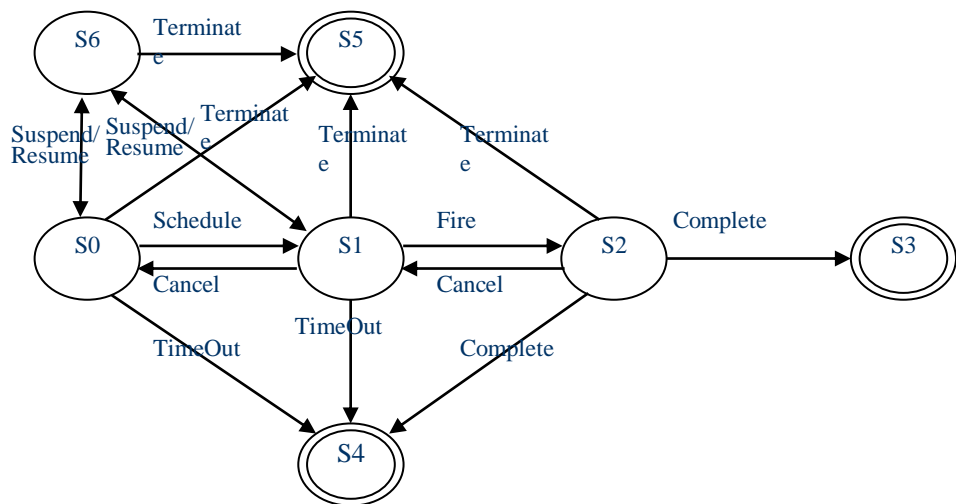 S6
Terminat
e
S5
Suspend/
Resume
Suspend/
Resume
Terminat
e
Terminat
e
Terminat
e
S0
Schedule
S1
Fire
S2
Complete
S3
Cancel
Cancel
TimeOut
TimeOut
Complete
S4